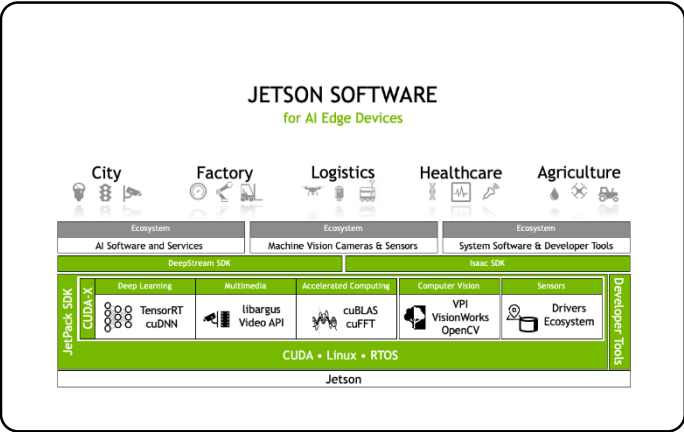 JETSON SOFTWARE
for AI Edge Devices
City
Factory
Logistics
Healthcare
Agriculture
Ecosystem
Ecosystem
Ecosystem
AI Software and Services
Machine Vision Cameras & Sensors
System Software & Developer Tools
DeepStream SDK
Isaac SDK
JetPack SDK
CUDA-X
Deep Learning
TensorRT
cuDNN
Multimedia
libargus
Video API
Accelerated Computing
cuBLAS
cuFFT
Computer Vision
VPI
VisionWorks
OpenCV
Sensors
Drivers
Ecosystem
Developer Tools
CUDA • Linux • RTOS
Jetson